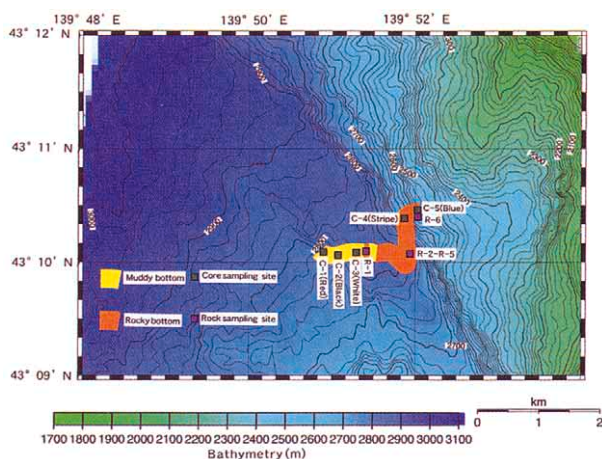 139° 48' E 139° 50' E 139° 52' E
43° 12' N
43° 11' N
43° 10' N
43° 09' N
C-5(Blue)
C-4(Stripe)
R-6
R-2-R-5
C-1(Red)
C-2(Black)
C-3(White)
R-1
2700
Muddy bottom
Core sampling site
Rocky bottom
Rock sampling site
km
0 1 2
1700 1800 1900 2000 2100 2200 2300 2400 2500 2600 2700 2800 2900 3000 3100
Bathymetry (m)